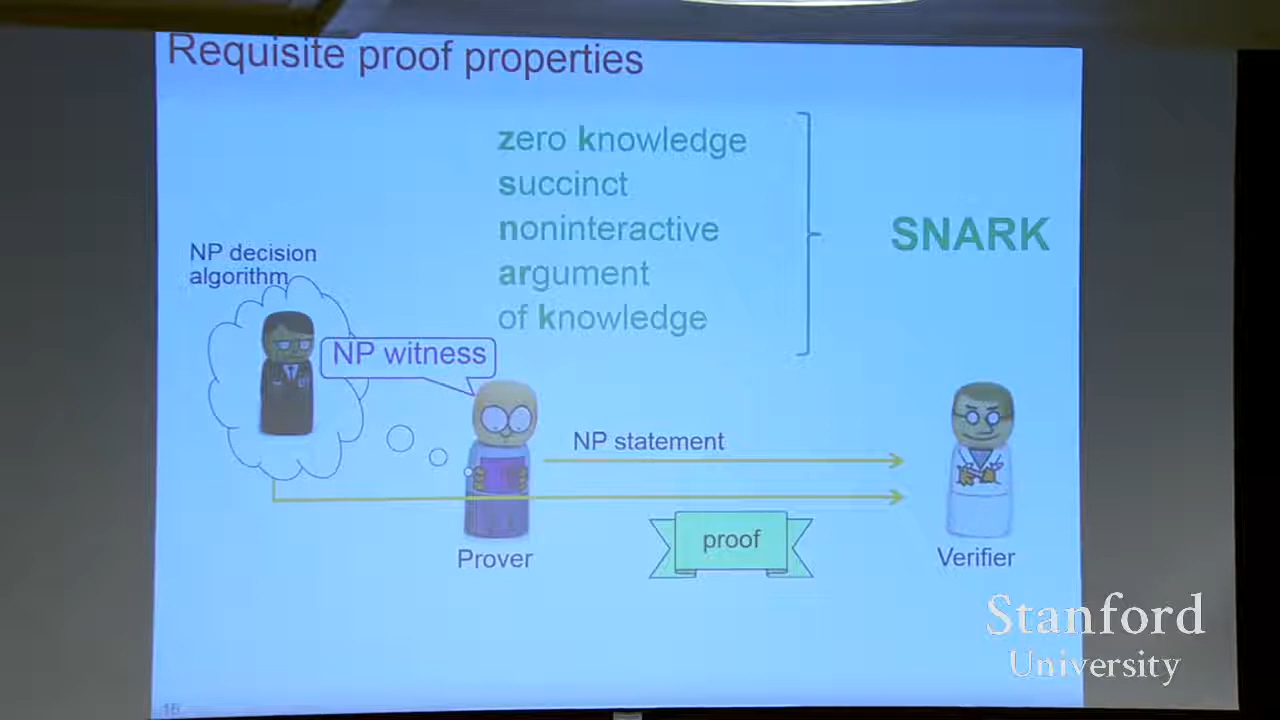 Requisite proof properties
zero knowledge
succinct
noninteractive
argument
of knowledge
SNARK
NP decision
algorithm
NP witness
NP statement
proof
Prover
Verifier
Stanford
University
16